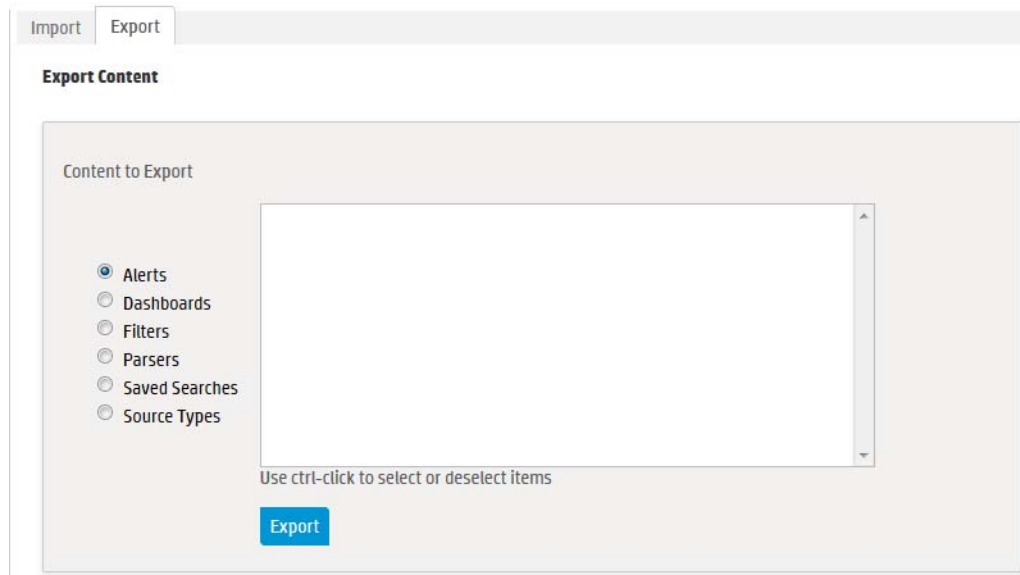 Import Export
Export Content
Content to Export
Alerts
Dashboards
Filters
Parsers
Saved Searches
Source Types
Use ctrl-click to select or deselect items
Export